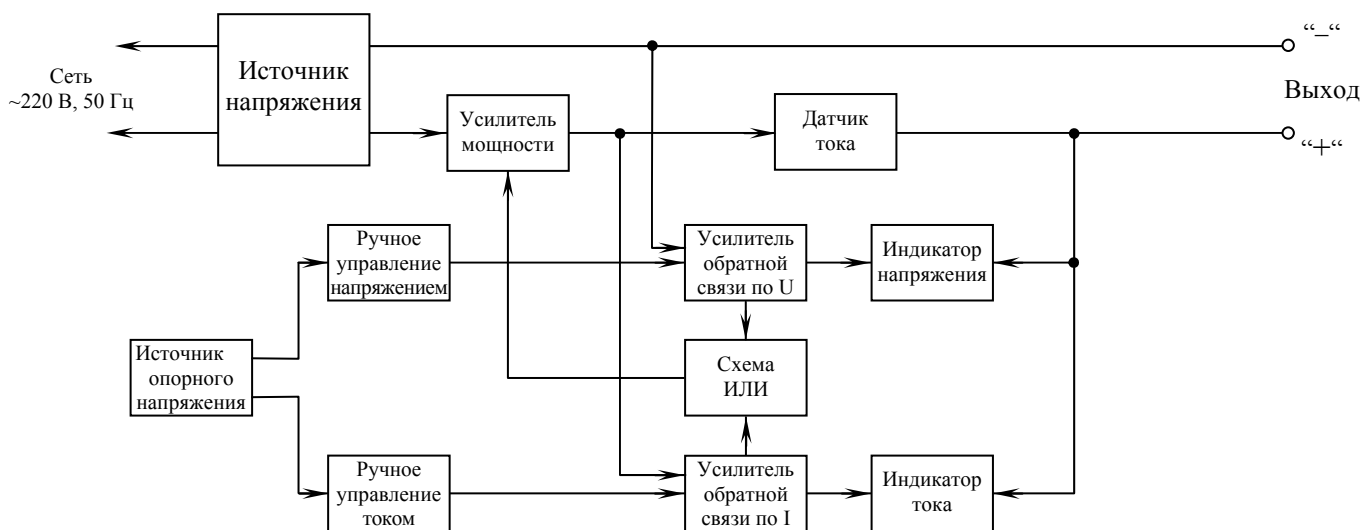 Сеть
~220 В, 50 Гц
Источник
напряжения
“–“
Выход
“+“
Усилитель
мощности
Датчик
тока
Ручное
управление
напряжением
Усилитель
обратной
связи по U
Индикатор
напряжения
Источник
опорного
напряжения
Схема
ИЛИ
Ручное
управление
током
Усилитель
обратной
связи по I
Индикатор
тока